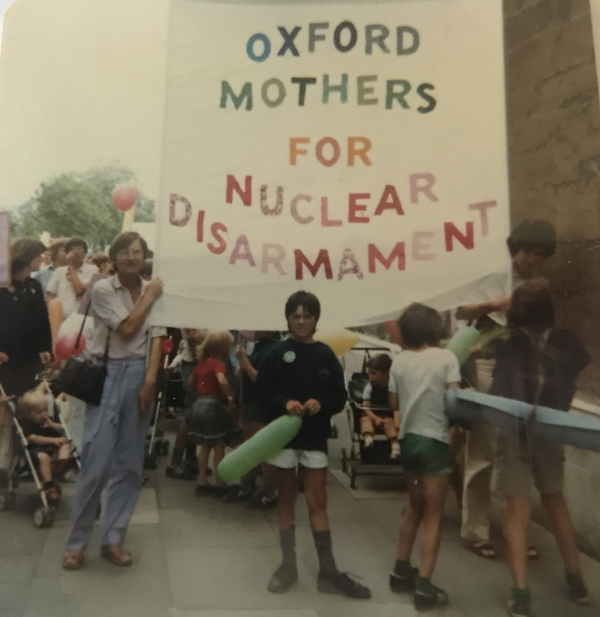 OXFORD
MOTHERS
FOR
NUCLEAR
DISARMAMENT